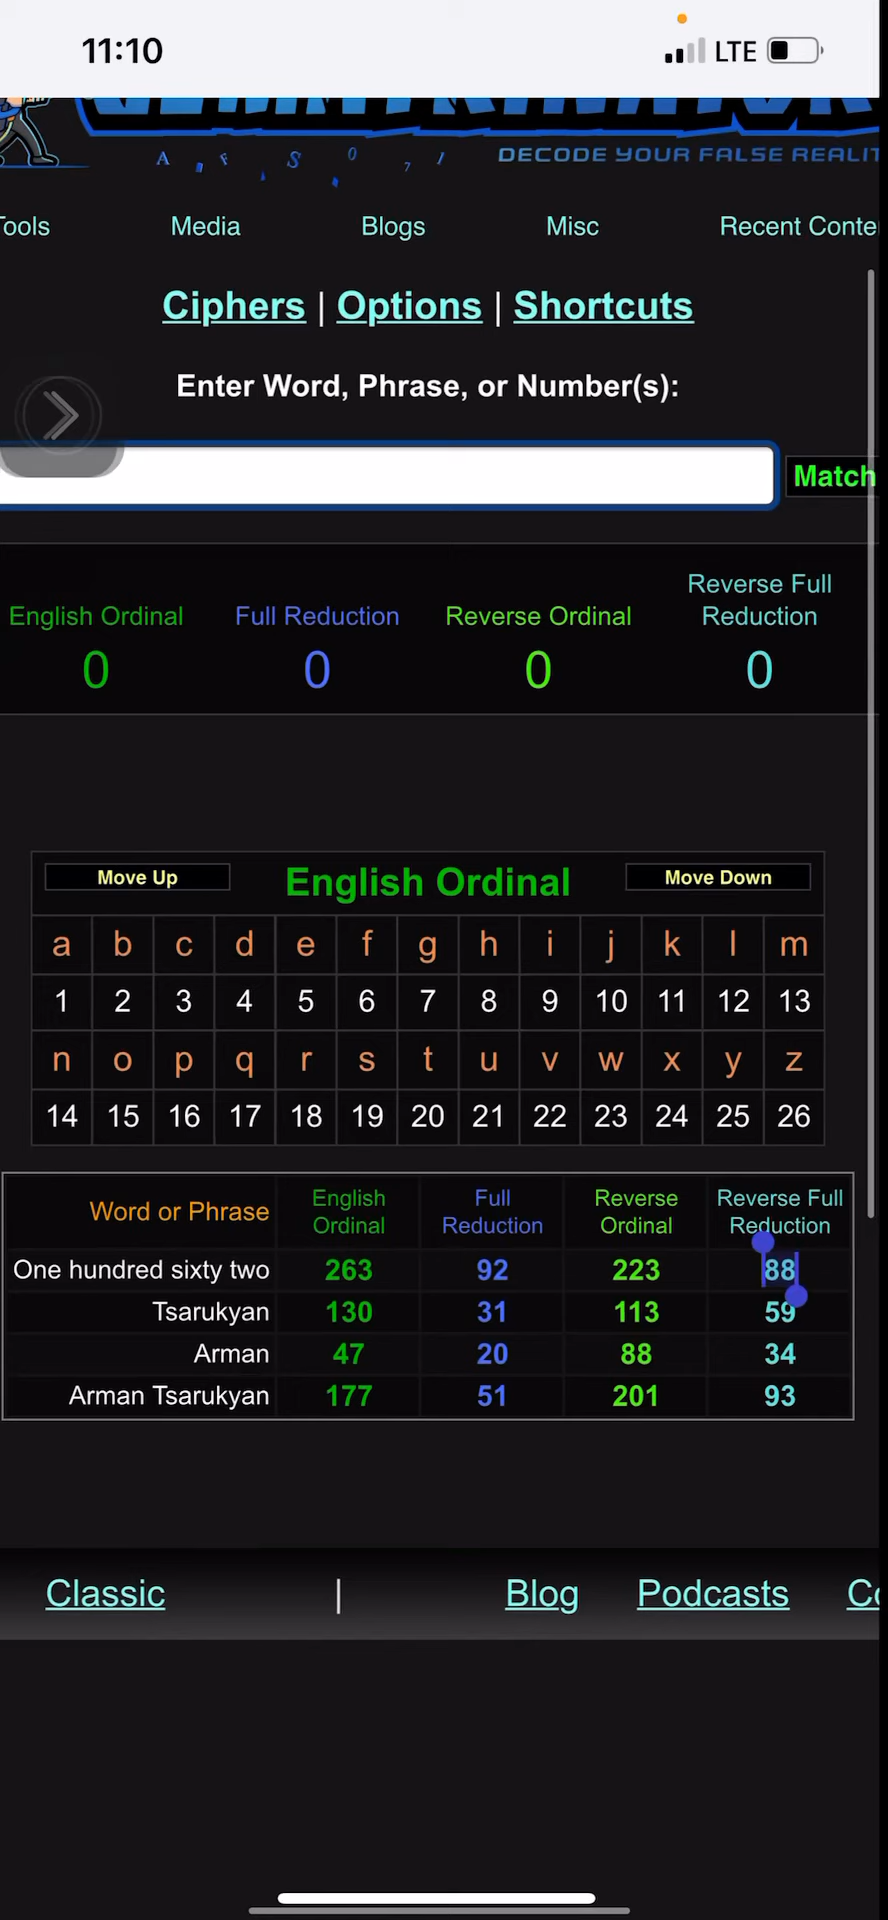 11:10
LTE
DECODE YOUR FALSE REALIT
Tools Media Blogs Misc Recent Conte
Ciphers | Options | Shortcuts
Enter Word, Phrase, or Number(s):
Match
English Ordinal Full Reduction Reverse Ordinal Reverse Full Reduction
0 0 0 0
Move Up English Ordinal Move Down
a b c d e f g h i j k l m
1 2 3 4 5 6 7 8 9 10 11 12 13
n o p q r s t u v w x y z
14 15 16 17 18 19 20 21 22 23 24 25 26
Word or Phrase English Ordinal Full Reduction Reverse Ordinal Reverse Full Reduction
One hundred sixty two 263 92 223 88
Tsarukyan 130 31 113 59
Arman 47 20 88 34
Arman Tsarukyan 177 51 201 93
Classic | Blog Podcasts Co